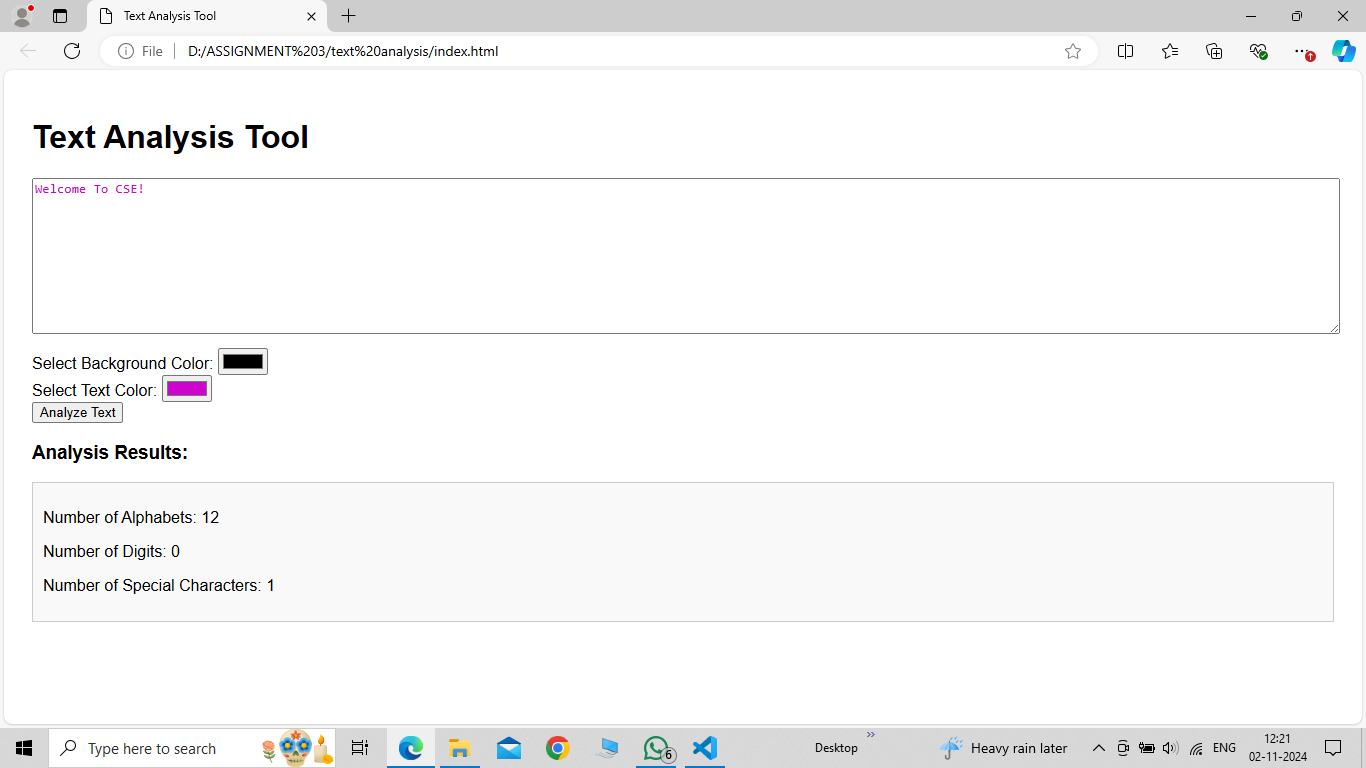 Text Analysis Tool
File
D:/ASSIGNMENT%203/text%20analysis/index.html
Text Analysis Tool
Welcome To CSE!
Select Background Color:
Select Text Color:
Analyze Text
Analysis Results:
Number of Alphabets: 12
Number of Digits: 0
Number of Special Characters: 1
Type here to search
6
Desktop
Heavy rain later
ENG
12:21
02-11-2024